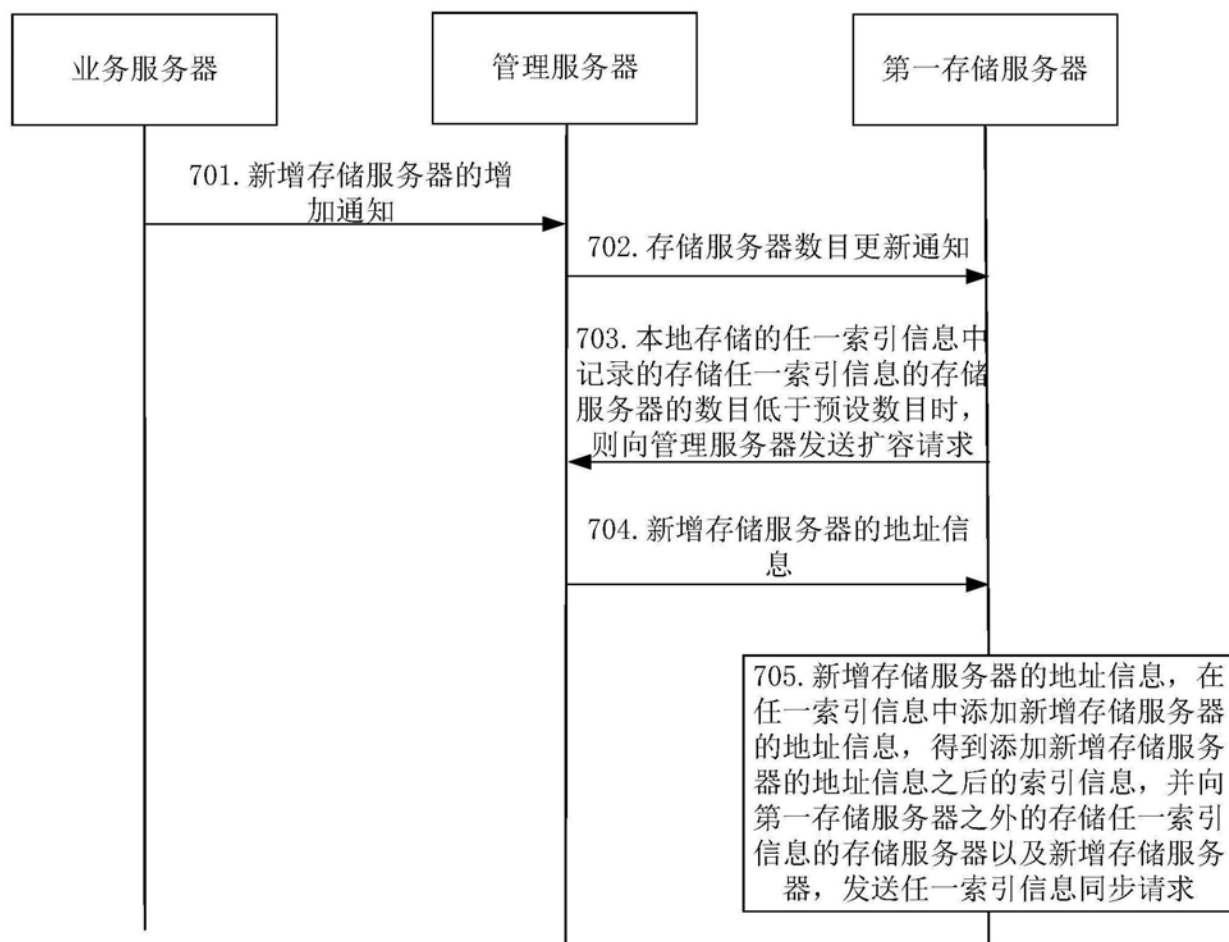 业务服务器
管理服务器
第一存储服务器
701.新增存储服务器的增
加通知
702.存储服务器数目更新通知
703.本地存储的任一索引信息中
记录的存储任一索引信息的存储
服务器的数目低于预设数目时，
则向管理服务器发送扩容请求
704.新增存储服务器的地址信
息
705.新增存储服务器的地址信息，在
任一索引信息中添加新增存储服务器
的地址信息，得到添加新增存储服务
器的地址信息之后的索引信息，并向
第一存储服务器之外的存储任一索引
信息的存储服务器以及新增存储服务
器，发送任一索引信息同步请求